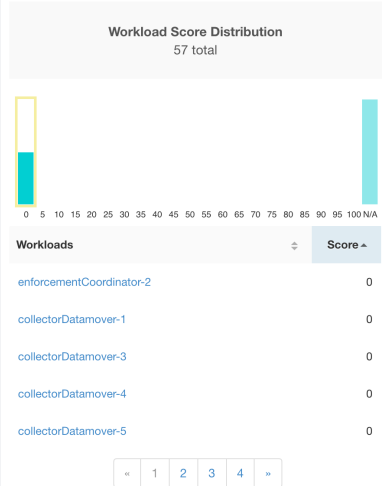 Workload Score Distribution
57 total
0 5 10 15 20 25 30 35 40 45 50 55 60 65 70 75 80 85 90 95 100 N/A
Workloads Score
enforcementCoordinator-2 0
collectorDatamover-1 0
collectorDatamover-3 0
collectorDatamover-4 0
collectorDatamover-5 0
« 1 2 3 4 »